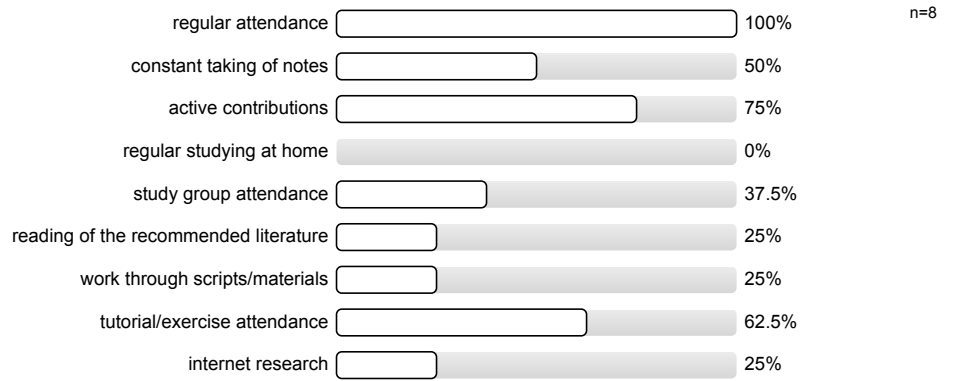 regular attendance 100% n=8
constant taking of notes 50%
active contributions 75%
regular studying at home 0%
study group attendance 37.5%
reading of the recommended literature 25%
work through scripts/materials 25%
tutorial/exercise attendance 62.5%
internet research 25%